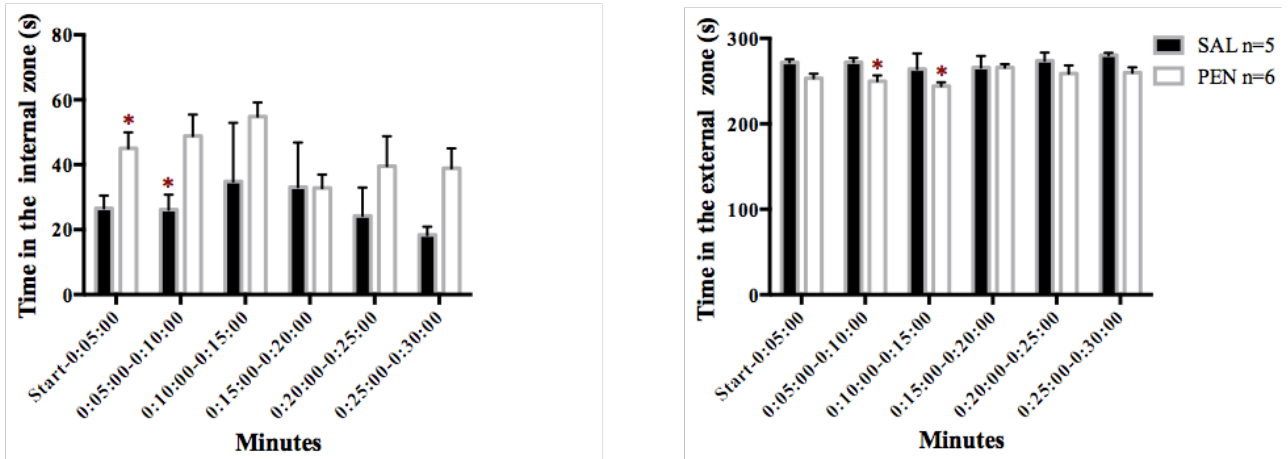 Time in the internal zone (s)
80
60
40
20
0
*
*
Start-0:05:00
0:05:00-0:10:00
0:10:00-0:15:00
0:15:00-0:20:00
0:20:00-0:25:00
0:25:00-0:30:00
Minutes
Time in the external zone (s)
300
200
100
0
*
*
SAL n=5
PEN n=6
Start-0:05:00
0:05:00-0:10:00
0:10:00-0:15:00
0:15:00-0:20:00
0:20:00-0:25:00
0:25:00-0:30:00
Minutes